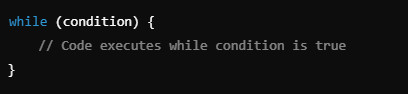 while (condition) {
    // Code executes while condition is true
}